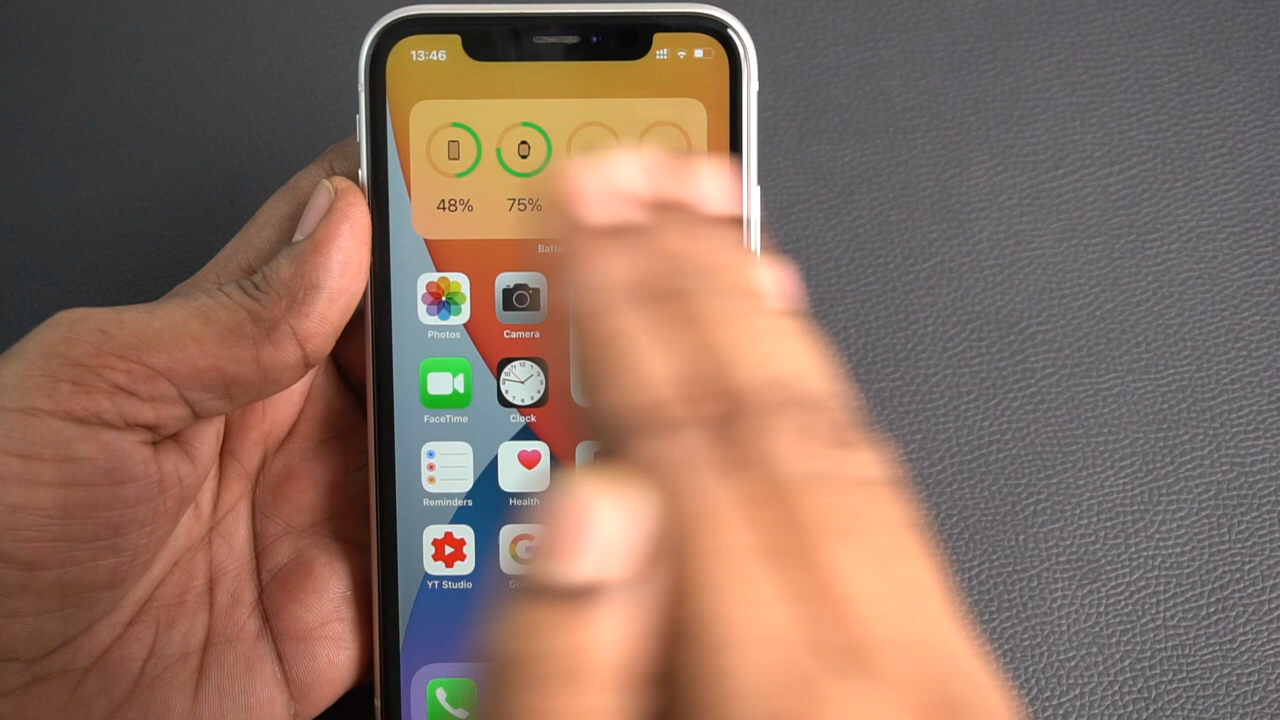 13:46
48% 75%
Photos Camera
FaceTime Clock
Reminders Health
YT Studio